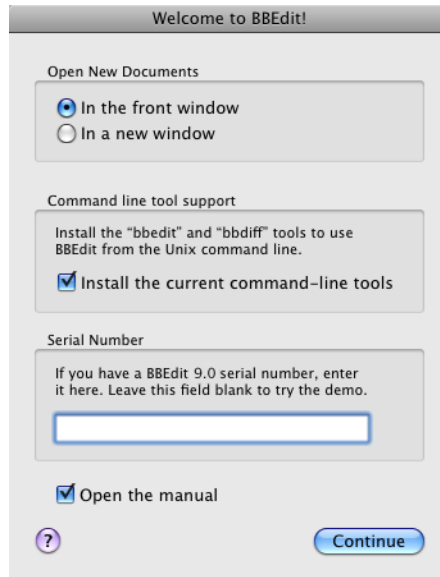 Welcome to BBEdit!
Open New Documents
In the front window
In a new window
Command line tool support
Install the “bbedit” and “bbdiff” tools to use
BBEdit from the Unix command line.
Install the current command-line tools
Serial Number
If you have a BBEdit 9.0 serial number, enter
it here. Leave this field blank to try the demo.
Open the manual
? Continue